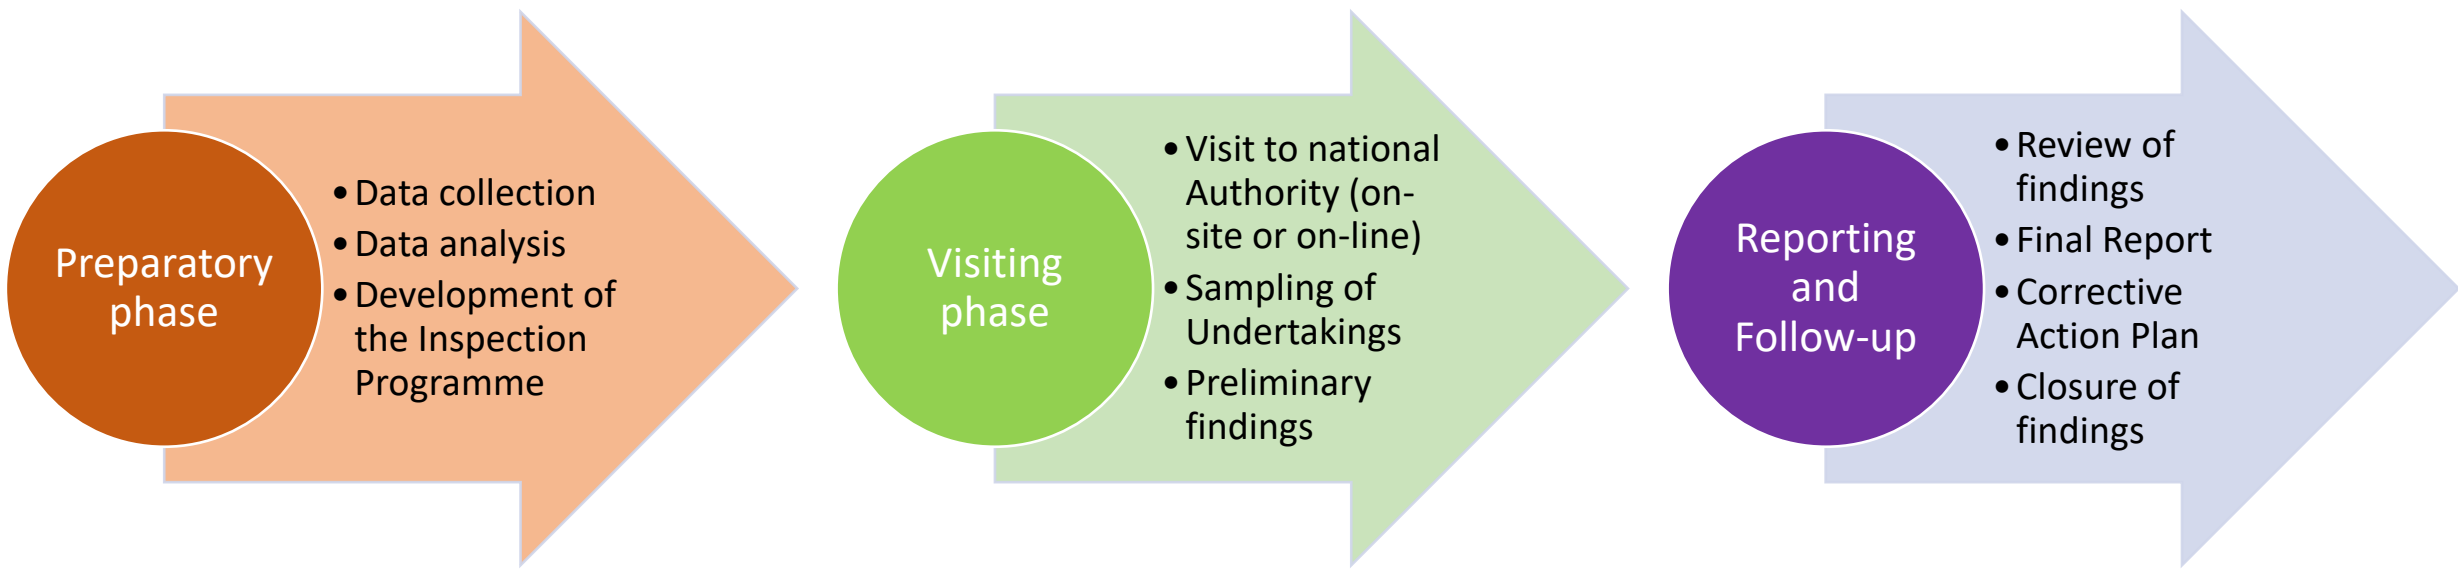 Preparatory
phase
•Data collection
•Data analysis
•Development of
the Inspection
Programme
Visiting
phase
•Visit to national
Authority (on-
site or on-line)
•Sampling of
Undertakings
•Preliminary
findings
Reporting
and
Follow-up
•Review of
findings
•Final Report
•Corrective
Action Plan
•Closure of
findings